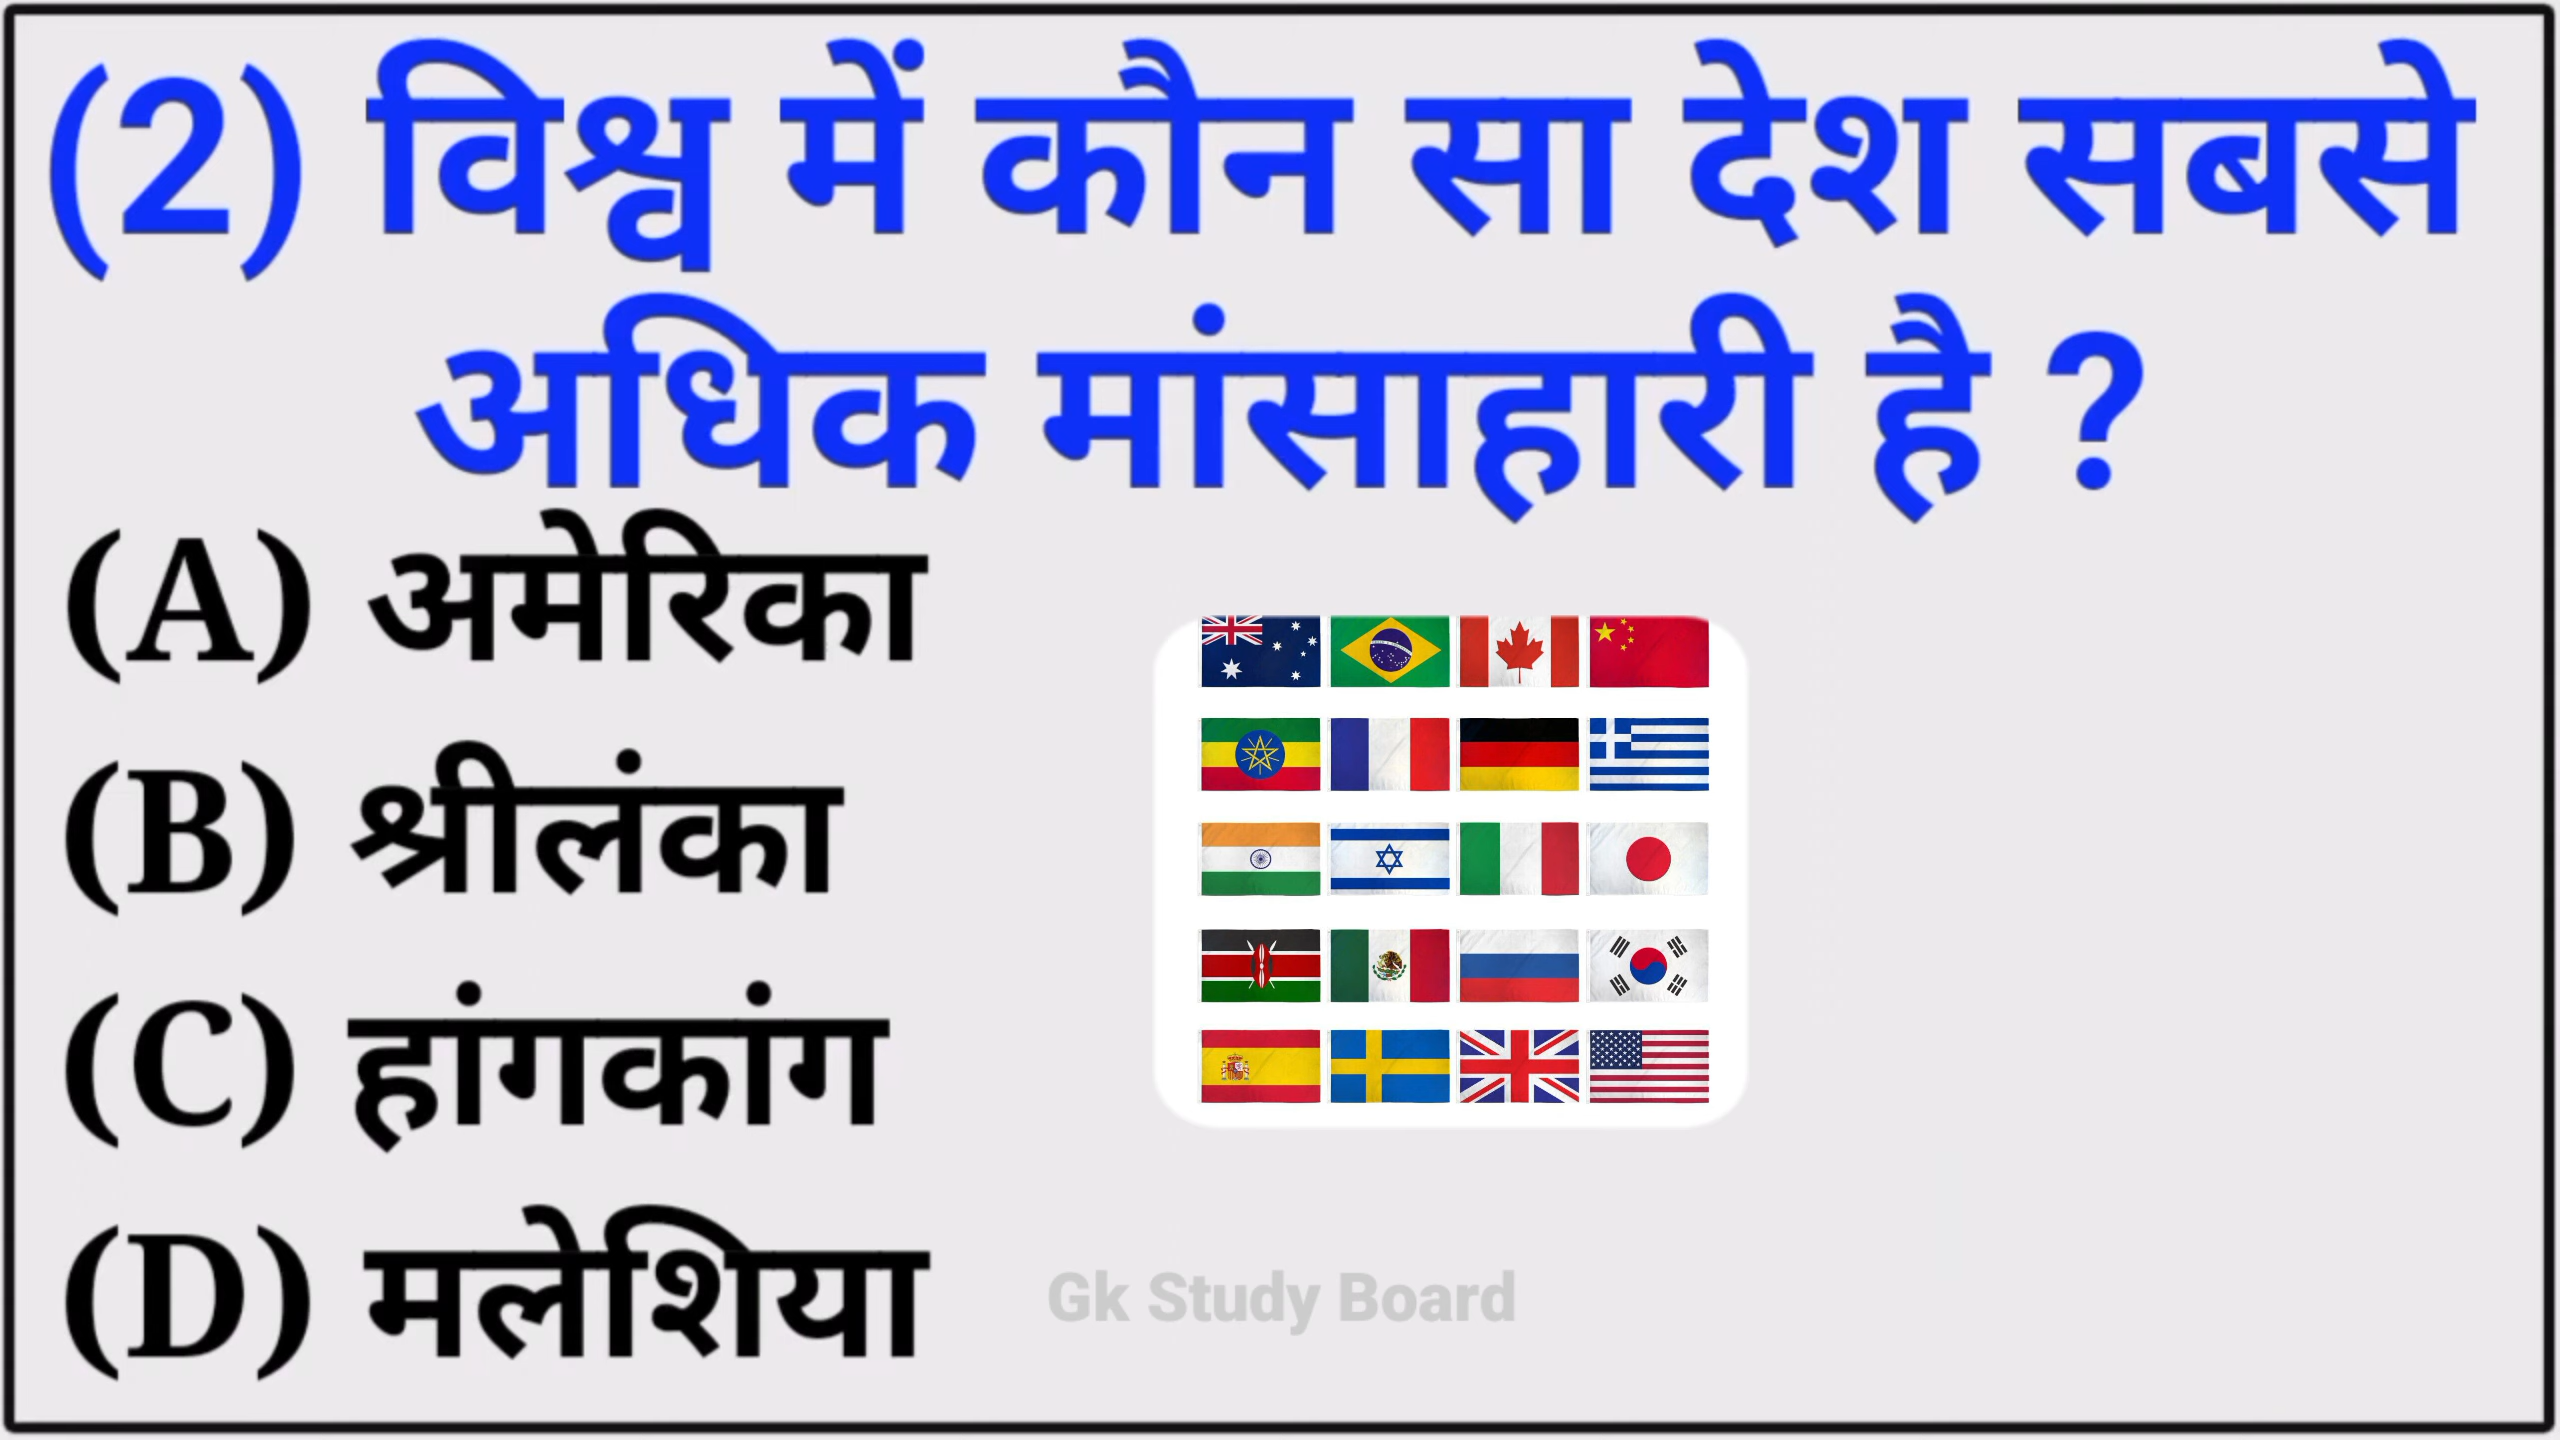 (2) विश्व में कौन सा देश सबसे
अधिक मांसाहारी है ?
(A) अमेरिका
(B) श्रीलंका
(C) हांगकांग
(D) मलेशिया
Gk Study Board